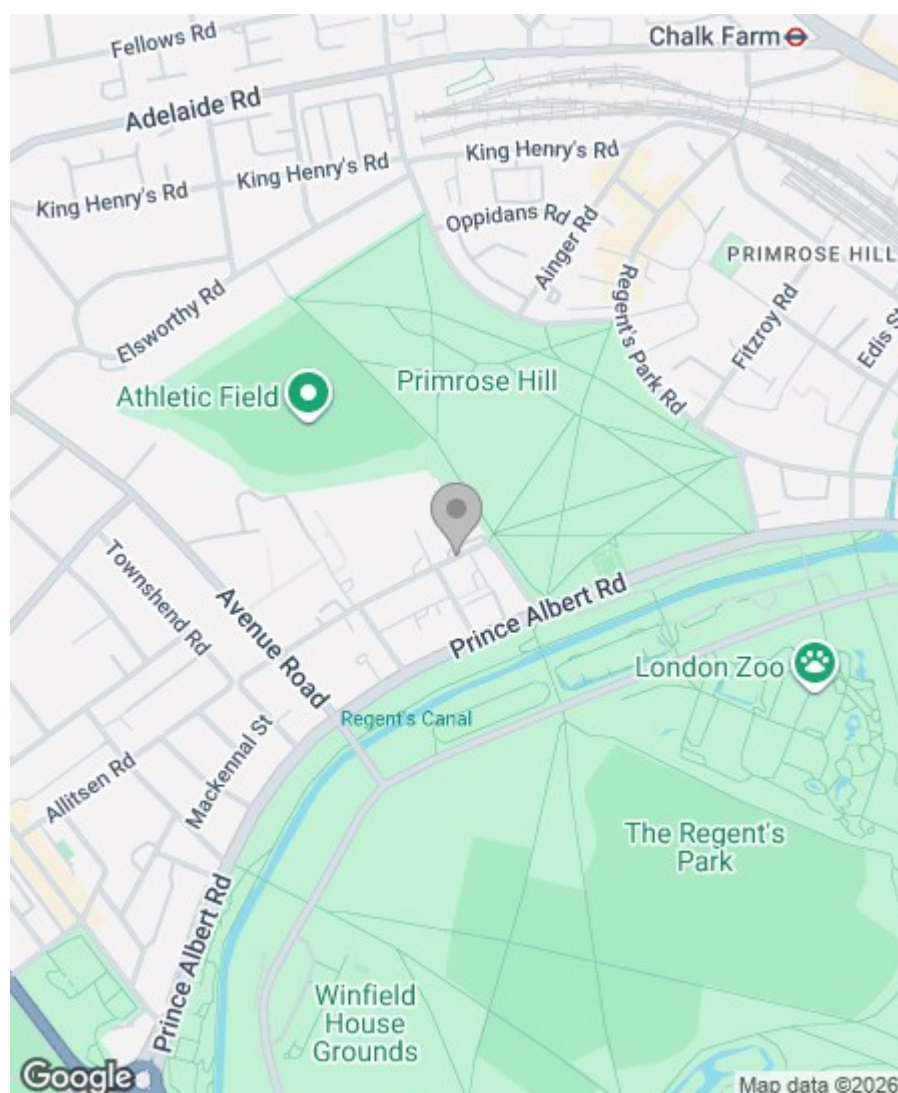 Fellows Rd
Chalk Farm
Adelaide Rd
King Henry's Rd
King Henry's Rd
King Henry's Rd
Oppidans Rd
Ainger Rd
PRIMROSE HILL
Elsworthy Rd
Regent's Park Rd
Fitzroy Rd
Edis S
Athletic Field
Primrose Hill
Townshend Rd
Avenue Road
Prince Albert Rd
London Zoo
Regent's Canal
Mackennal St
Allitsen Rd
The Regent's
Park
Prince Albert Rd
Winfield
House
Grounds
Google
Map data ©2026